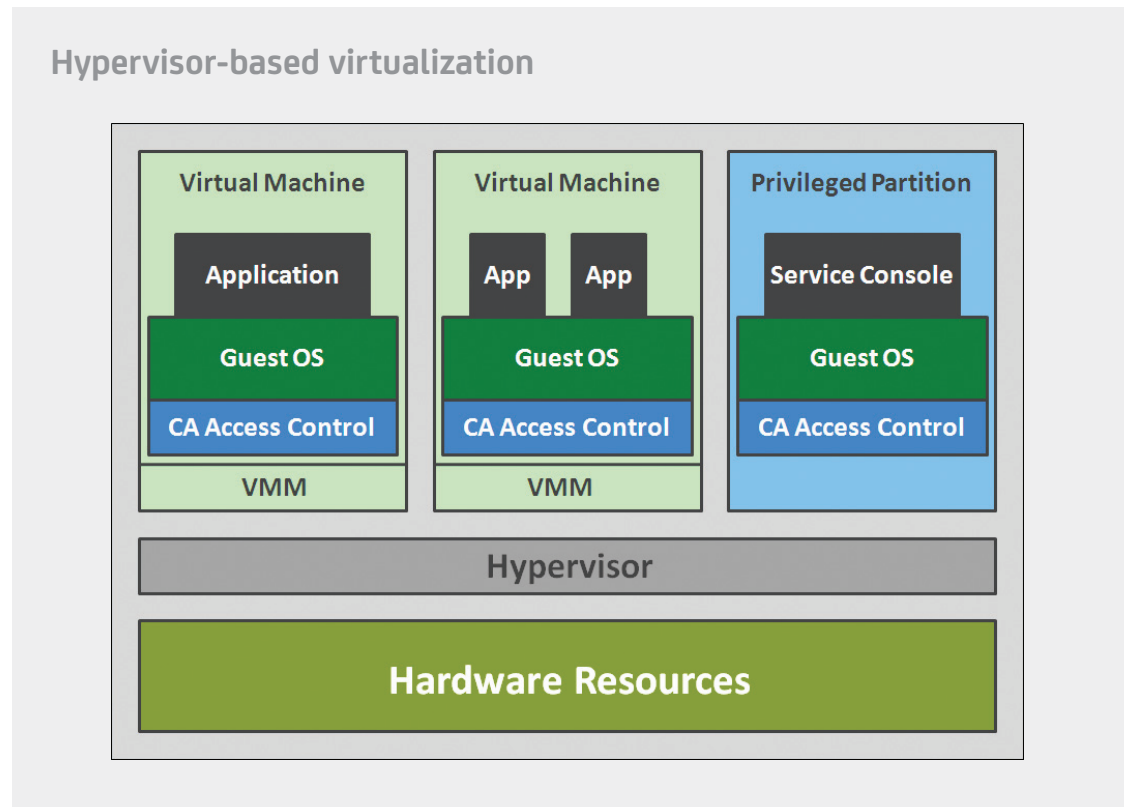 Hypervisor-based virtualization
Virtual Machine
Application
Guest OS
CA Access Control
VMM
Virtual Machine
App
App
Guest OS
CA Access Control
VMM
Privileged Partition
Service Console
Guest OS
CA Access Control
Hypervisor
Hardware Resources